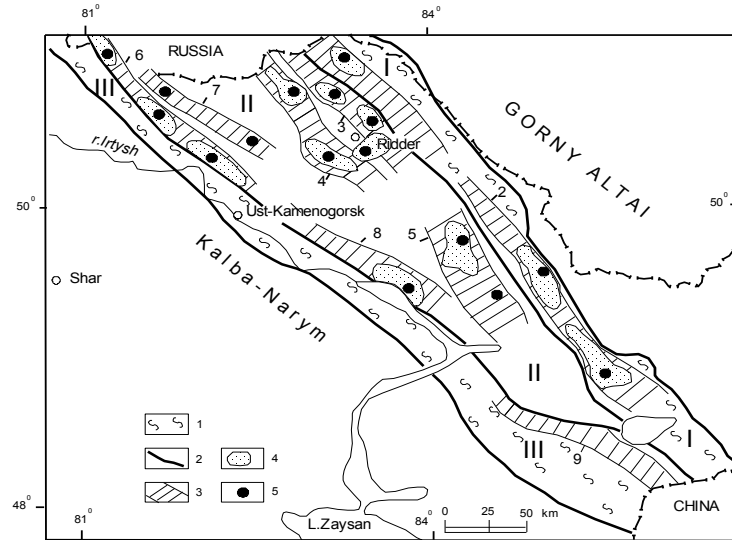 81°
84°
RUSSIA
6
I
III
7
II
GORNY ALTAI
3
Ridder
r.Irtysh
4
2
50°
50°
Ust-Kamenogorsk
8
5
Shar
Kalba-Narym
II
1
I
2
4
III
9
3
5
CHINA
48°
L.Zaysan
0 25 50 km
81°
84°